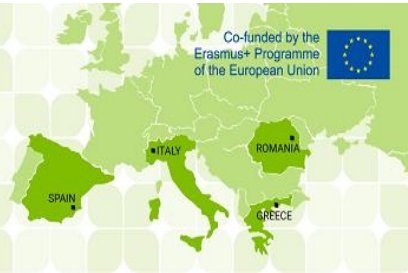 Co-funded by the
Erasmus+ Programme
of the European Union
ITALY
ROMANIA
SPAIN
GREECE